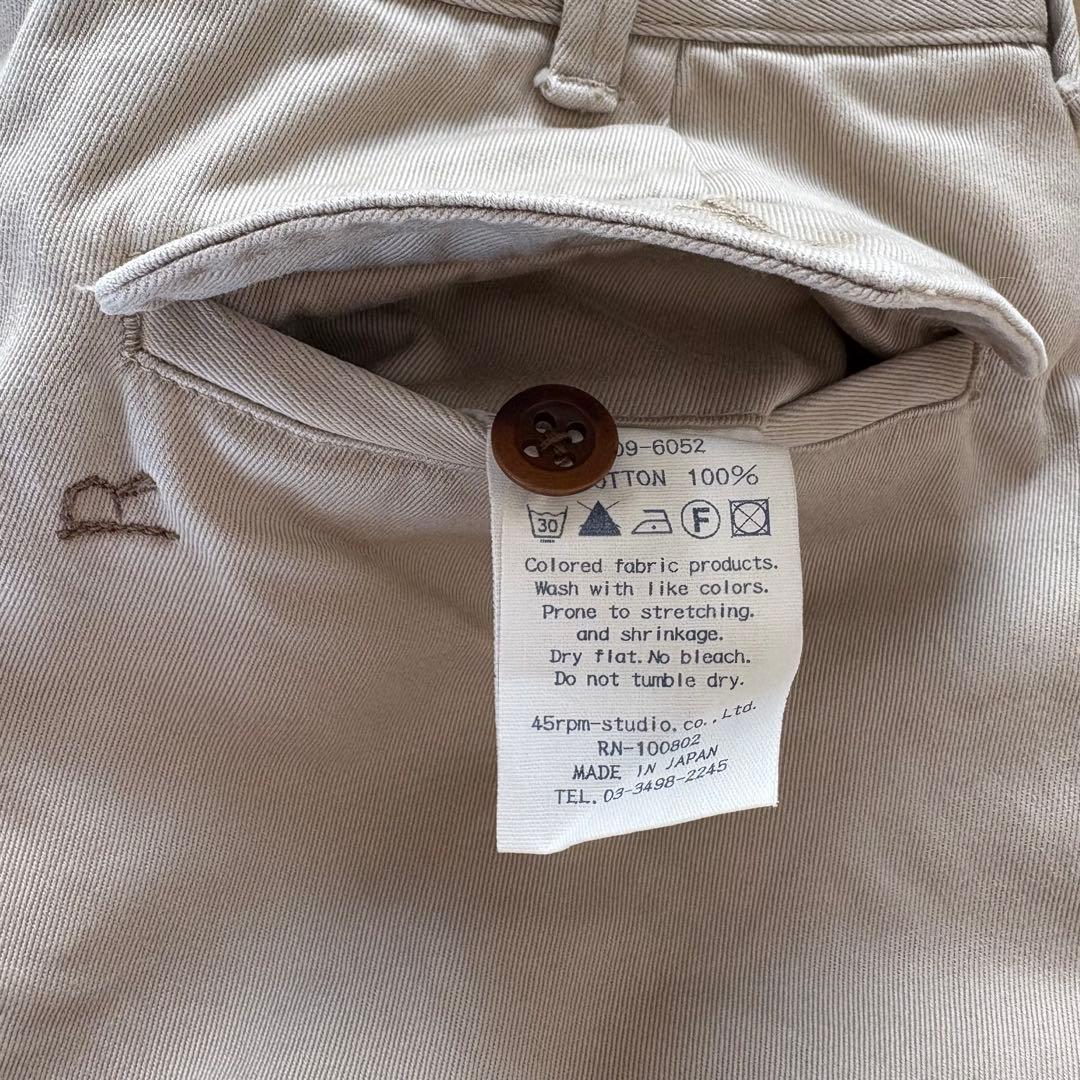 09-6052
COTTON 100%
30
F
Colored fabric products.
Wash with like colors.
Prone to stretching.
and shrinkage.
Dry flat. No bleach.
Do not tumble dry.
45rpm-studio.co.,Ltd.
RN-100802
MADE IN JAPAN
TEL. 03-3498-2245
R